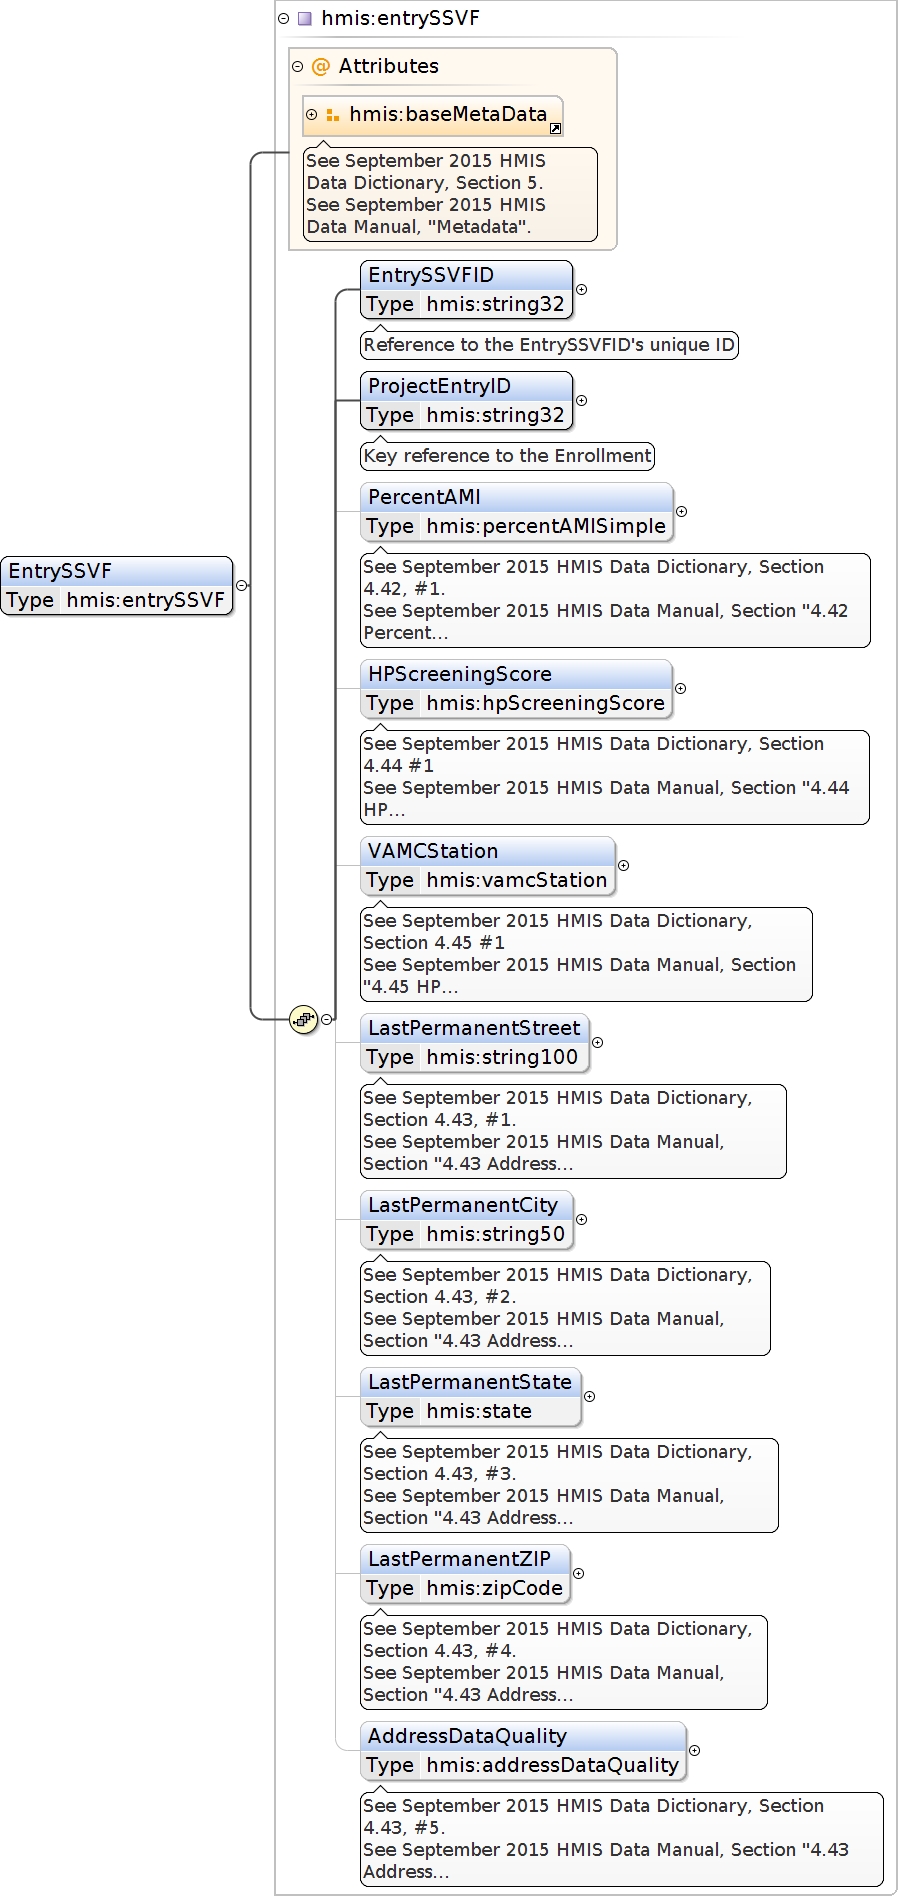 hmis:entrySSVF
Attributes
hmis:baseMetaData
See September 2015 HMIS
Data Dictionary, Section 5.
See September 2015 HMIS
Data Manual, "Metadata".
EntrySSVFID
Type hmis:string32
Reference to the EntrySSVFID's unique ID
ProjectEntryID
Type hmis:string32
Key reference to the Enrollment
PercentAMI
Type hmis:percentAMISimple
See September 2015 HMIS Data Dictionary, Section
4.42, #1.
See September 2015 HMIS Data Manual, Section "4.42
Percent...
EntrySSVF
Type hmis:entrySSVF
HPScreeningScore
Type hmis:hpScreeningScore
See September 2015 HMIS Data Dictionary, Section
4.44 #1
See September 2015 HMIS Data Manual, Section "4.44
HP...
VAMCStation
Type hmis:vamcStation
See September 2015 HMIS Data Dictionary,
Section 4.45 #1
See September 2015 HMIS Data Manual, Section
"4.45 HP...
LastPermanentStreet
Type hmis:string100
See September 2015 HMIS Data Dictionary,
Section 4.43, #1.
See September 2015 HMIS Data Manual,
Section "4.43 Address...
LastPermanentCity
Type hmis:string50
See September 2015 HMIS Data Dictionary,
Section 4.43, #2.
See September 2015 HMIS Data Manual,
Section "4.43 Address...
LastPermanentState
Type hmis:state
See September 2015 HMIS Data Dictionary,
Section 4.43, #3.
See September 2015 HMIS Data Manual,
Section "4.43 Address...
LastPermanentZIP
Type hmis:zipCode
See September 2015 HMIS Data Dictionary,
Section 4.43, #4.
See September 2015 HMIS Data Manual,
Section "4.43 Address...
AddressDataQuality
Type hmis:addressDataQuality
See September 2015 HMIS Data Dictionary, Section
4.43, #5.
See September 2015 HMIS Data Manual, Section "4.43
Address...